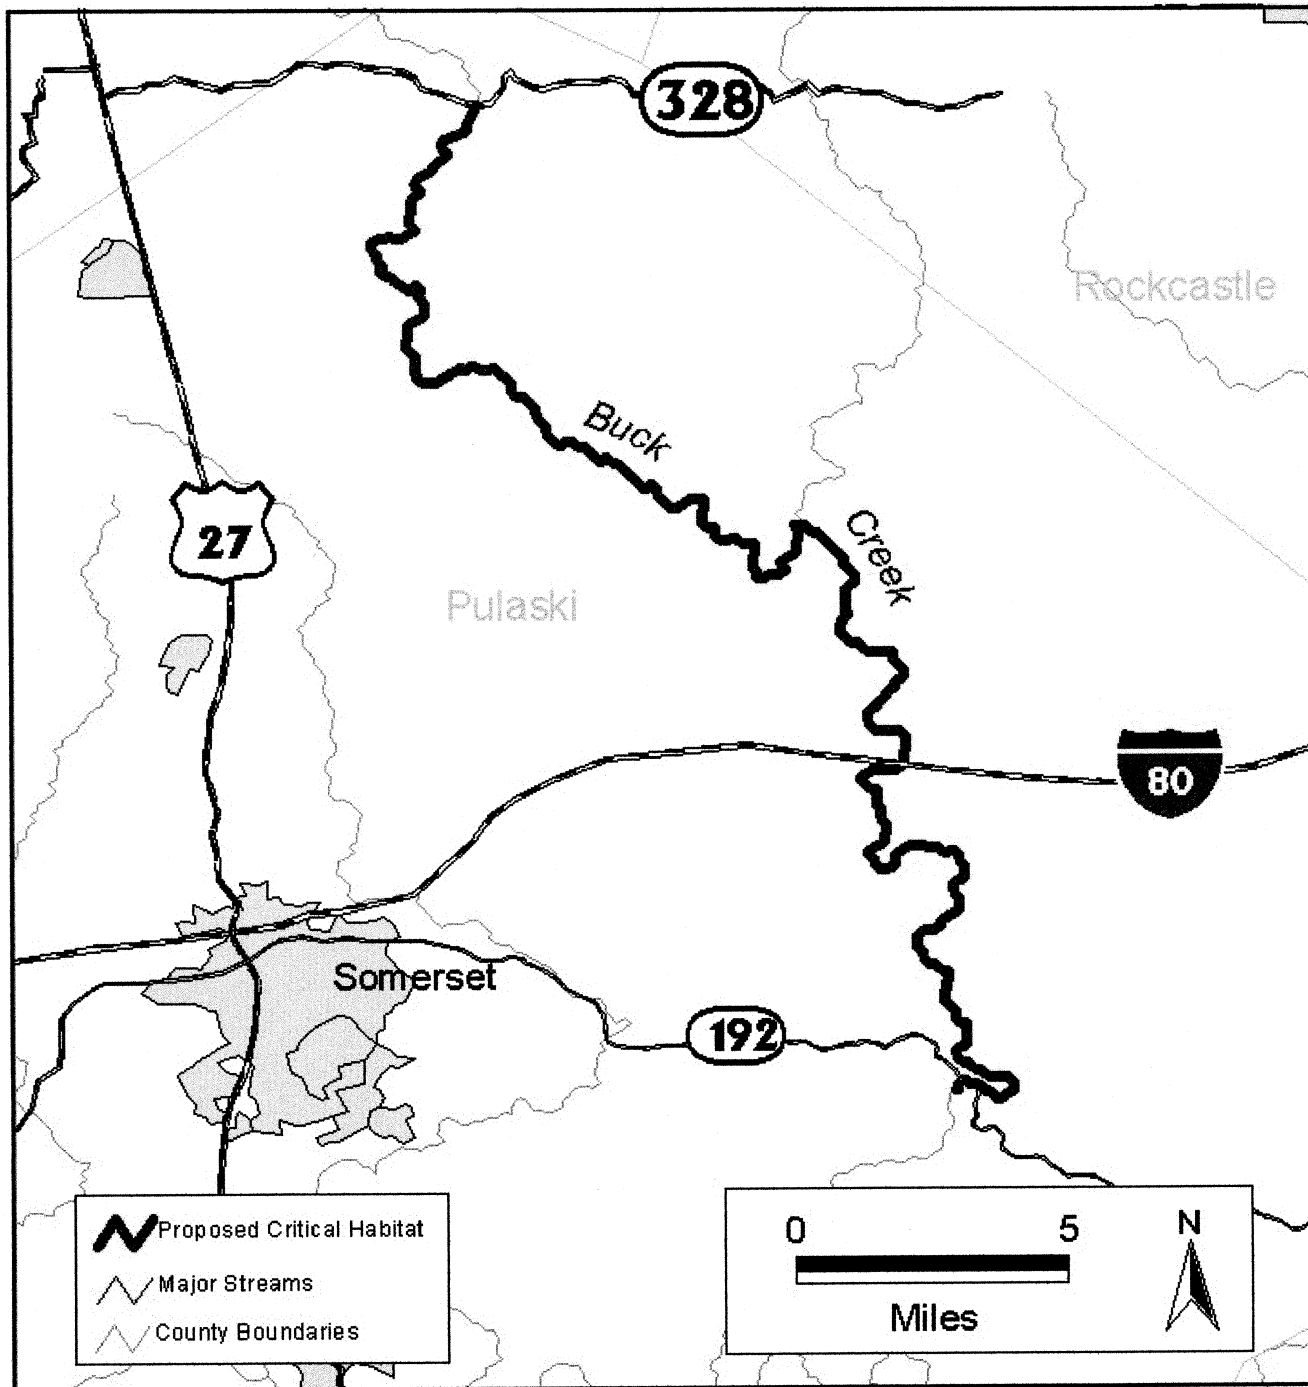 328
Rockcastle
Buck
Creek
27
Pulaski
80
Somerset
192
Proposed Critical Habitat
Major Streams
County Boundaries
0 5
Miles
N